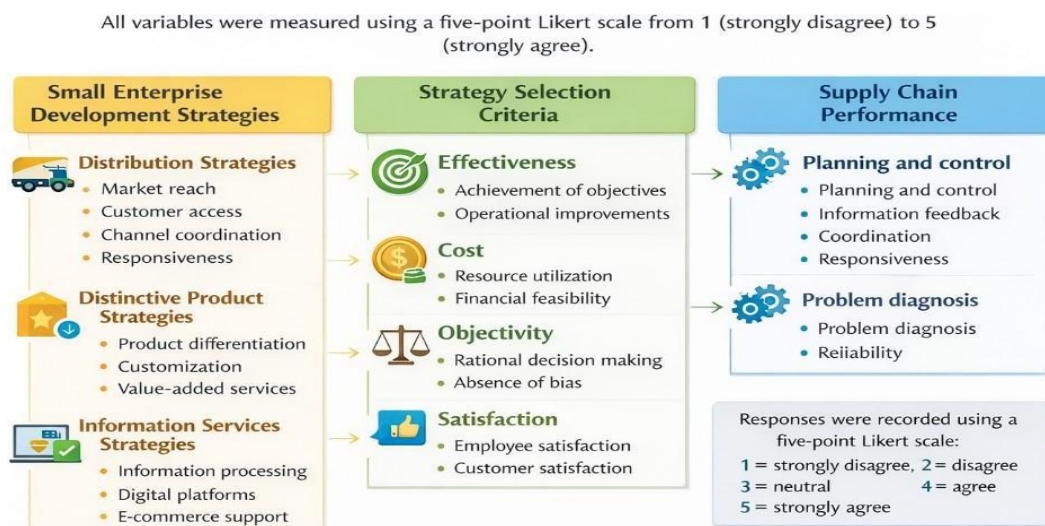 All variables were measured using a five-point Likert scale from 1 (strongly disagree) to 5
(strongly agree).
Small Enterprise
Development Strategies
Distribution Strategies
• Market reach
• Customer access
• Channel coordination
• Responsiveness
Distinctive Product
Strategies
• Product differentiation
• Customization
• Value-added services
Information Services
Strategies
• Information processing
• Digital platforms
• E-commerce support
Strategy Selection
Criteria
Effectiveness
• Achievement of objectives
• Operational improvements
Cost
• Resource utilization
• Financial feasibility
Objectivity
• Rational decision making
• Absence of bias
Satisfaction
• Employee satisfaction
• Customer satisfaction
Supply Chain
Performance
Planning and control
• Planning and control
• Information feedback
• Coordination
• Responsiveness
Problem diagnosis
• Problem diagnosis
• Reiiability
Responses were recorded using a
five-point Likert scale:
1 = strongly disagree, 2 = disagree
3 = neutral 4 = agree
5 = strongly agree